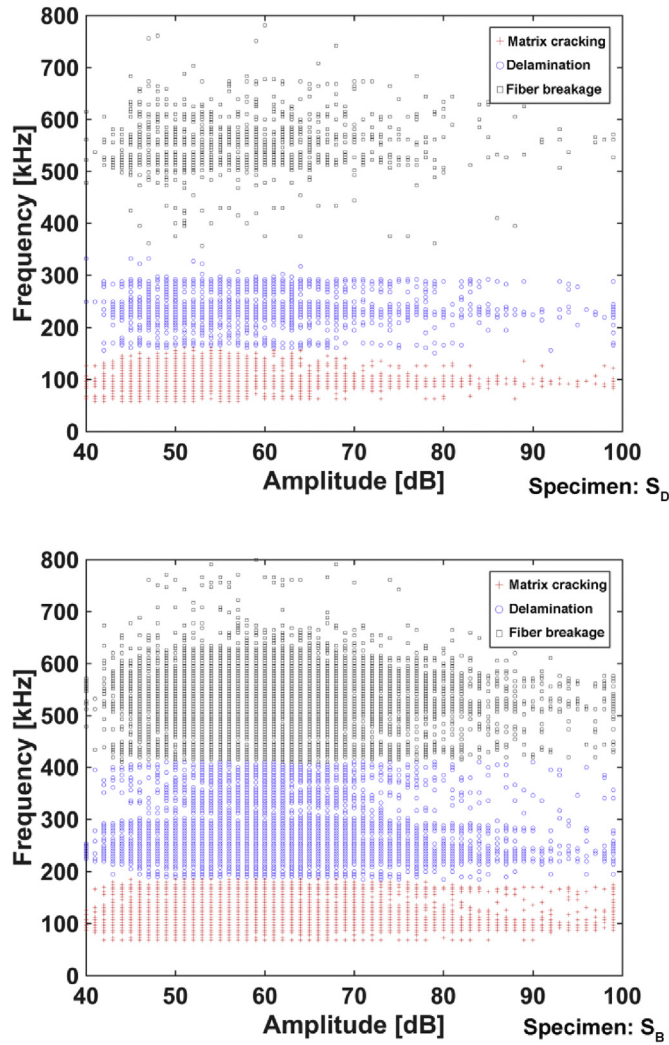 800
700
600
500
400
300
200
100
0
Frequency [kHz]
+ Matrix cracking
○ Delamination
□ Fiber breakage
40 50 60 70 80 90 100
Amplitude [dB]
Specimen: S_D
800
700
600
500
400
300
200
100
0
Frequency [kHz]
+ Matrix cracking
○ Delamination
□ Fiber breakage
40 50 60 70 80 90 100
Amplitude [dB]
Specimen: S_B